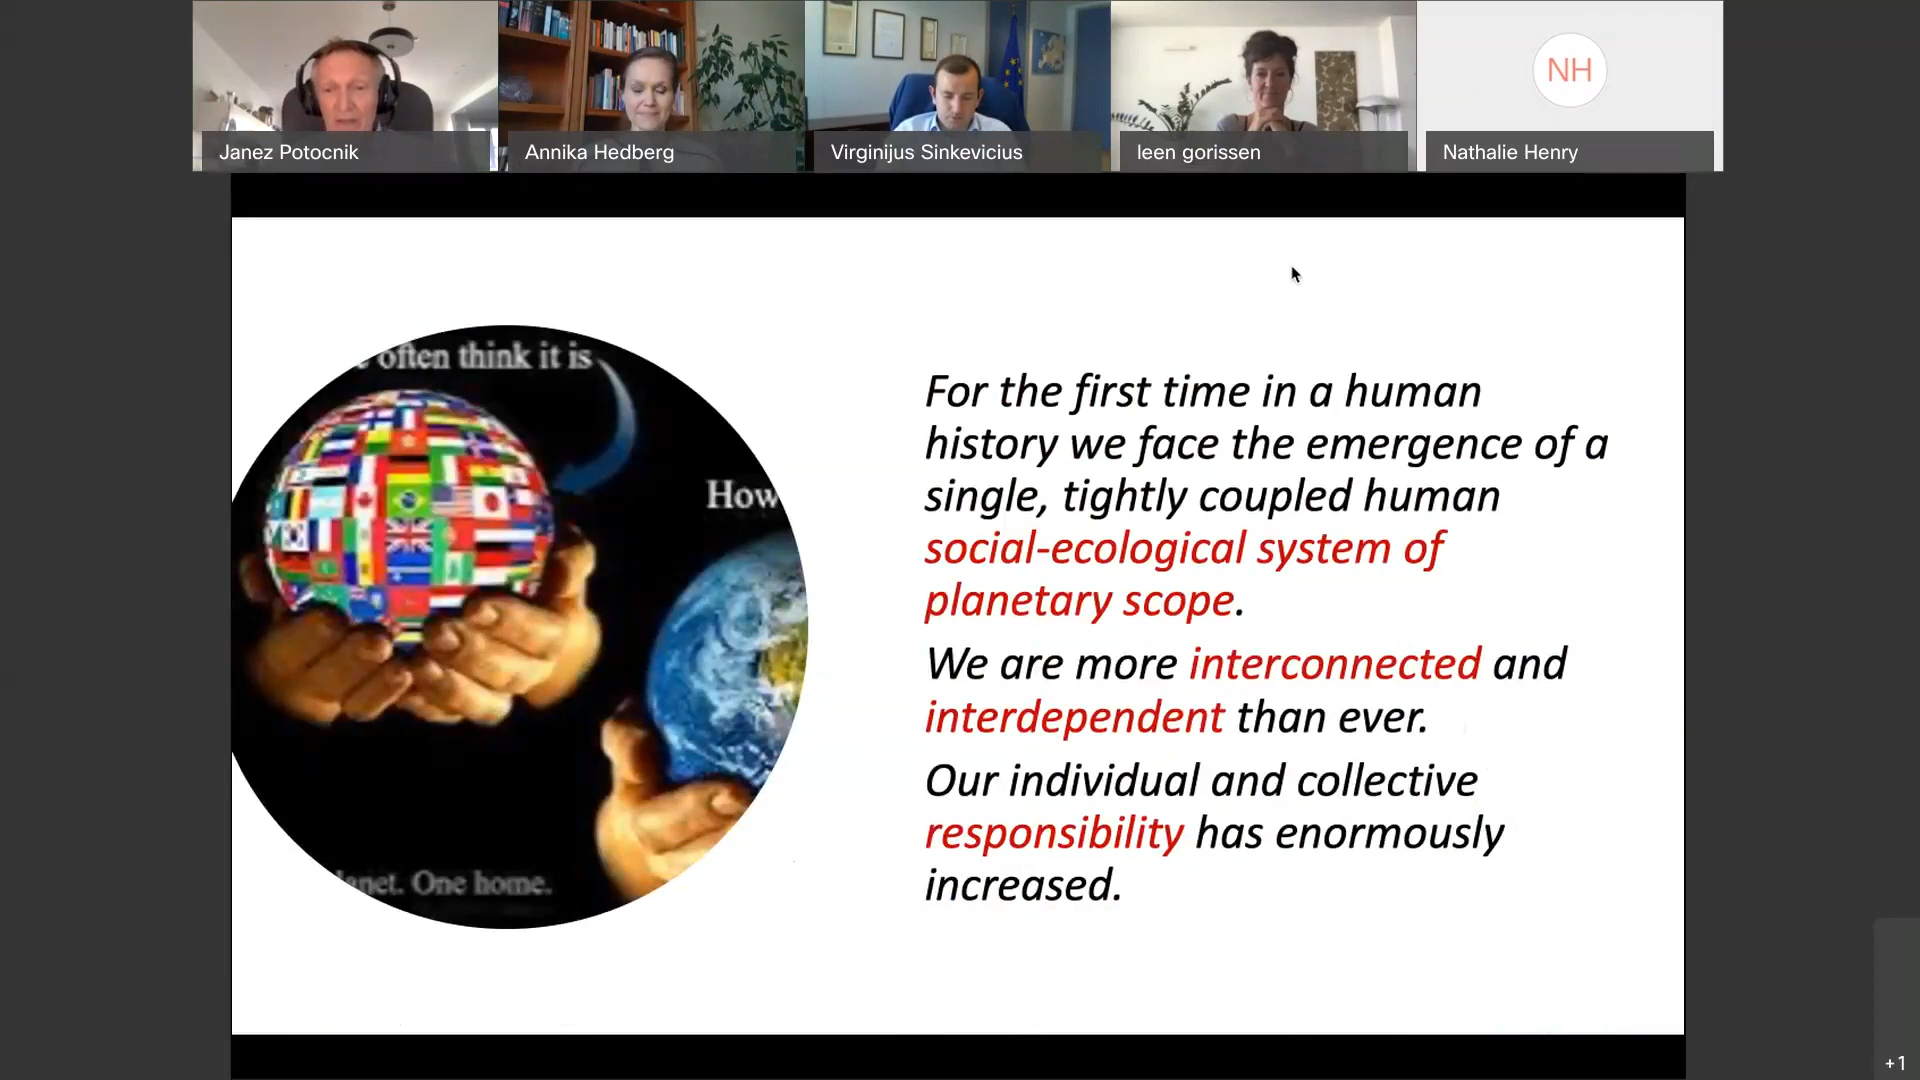 Janez Potocnik
Annika Hedberg
Virginijus Sinkevicius
leen gorissen
NH
Nathalie Henry
often think it is
How
One home.
For the first time in a human
history we face the emergence of a
single, tightly coupled human
social-ecological system of
planetary scope.
We are more interconnected and
interdependent than ever.
Our individual and collective
responsibility has enormously
increased.
+1